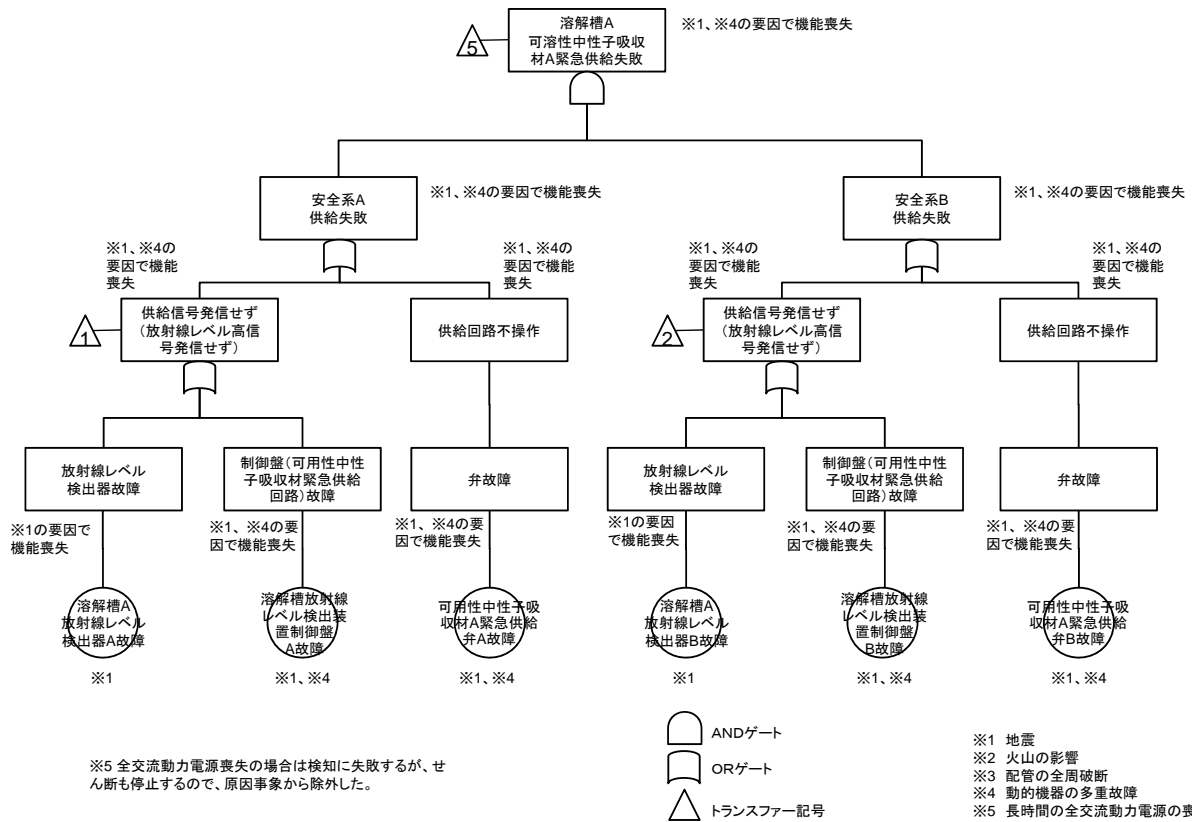 溶解槽A
可溶性中性子吸収
材A緊急供給失敗
※1、※4の要因で機能喪失
5
安全系A
供給失敗
※1、※4の要因で機能喪失
安全系B
供給失敗
※1、※4の要因で機能喪失
※1、※4の
要因で機能
喪失
※1、※4の
要因で機能
喪失
※1、※4の
要因で機能
喪失
※1、※4の
要因で機能
喪失
1
供給信号発信せず
(放射線レベル高信
号発信せず)
供給回路不操作
2
供給信号発信せず
(放射線レベル高信
号発信せず)
供給回路不操作
放射線レベル
検出器故障
制御盤(可用性中性
子吸収材緊急供給
回路)故障
弁故障
放射線レベル
検出器故障
制御盤(可用性中性
子吸収材緊急供給
回路)故障
弁故障
※1の要因で
機能喪失
※1、※4の要
因で機能喪失
※1、※4の要
因で機能喪失
※1の要因
で機能喪失
※1、※4の要
因で機能喪失
※1、※4の要
因で機能喪失
溶解槽A
放射線レベル
検出器A故障
溶解槽放射線
レベル検出装
置制御盤
A故障
可用性中性子吸
収材A緊急供給
弁A故障
溶解槽A
放射線レベル
検出器B故障
溶解槽放射線
レベル検出装
置制御盤
B故障
可用性中性子吸
収材A緊急供給
弁B故障
※1
※1、※4
※1、※4
※1
※1、※4
※1、※4
※5 全交流動力電源喪失の場合は検知に失敗するが、せ
ん断も停止するので、原因事象から除外した。
ANDゲート
ORゲート
トランスファー記号
※1 地震
※2 火山の影響
※3 配管の全周破断
※4 動的機器の多重故障
※5 長時間の全交流動力電源の